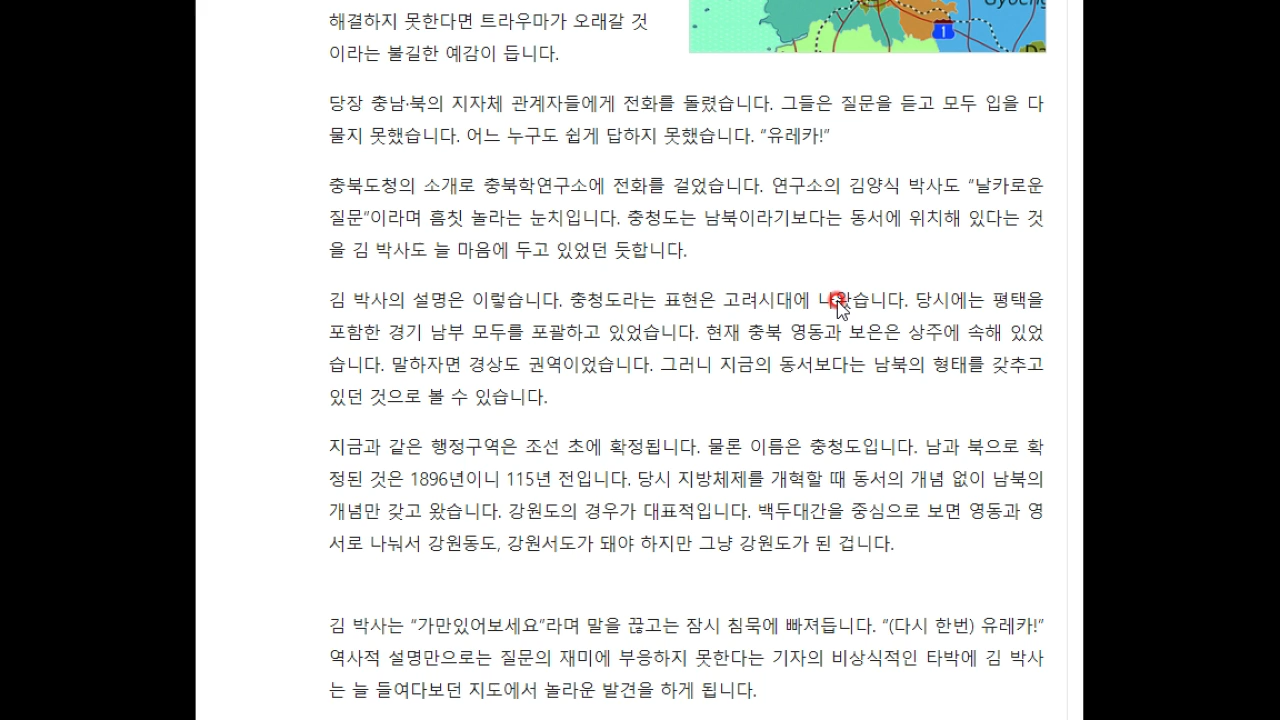 해결하지 못한다면 트라우마가 오래갈 것
이라는 불길한 예감이 듭니다.
당장 충남·북의 지자체 관계자들에게 전화를 돌렸습니다. 그들은 질문을 듣고 모두 입을 다
물지 못했습니다. 어느 누구도 쉽게 답하지 못했습니다. “유레카!”
충북도청의 소개로 충북학연구소에 전화를 걸었습니다. 연구소의 김양식 박사도 “날카로운
질문”이라며 흠칫 놀라는 눈치입니다. 충청도는 남북이라기보다는 동서에 위치해 있다는 것
을 김 박사도 늘 마음에 두고 있었던 듯합니다.
김 박사의 설명은 이렇습니다. 충청도라는 표현은 고려시대에 나왔습니다. 당시에는 평택을
포함한 경기 남부 모두를 포괄하고 있었습니다. 현재 충북 영동과 보은은 상주에 속해 있었
습니다. 말하자면 경상도 권역이었습니다. 그러니 지금의 동서보다는 남북의 형태를 갖추고
있던 것으로 볼 수 있습니다.
지금과 같은 행정구역은 조선 초에 확정됩니다. 물론 이름은 충청도입니다. 남과 북으로 확
정된 것은 1896년이니 115년 전입니다. 당시 지방체제를 개혁할 때 동서의 개념 없이 남북의
개념만 갖고 왔습니다. 강원도의 경우가 대표적입니다. 백두대간을 중심으로 보면 영동과 영
서로 나눠서 강원동도, 강원서도가 돼야 하지만 그냥 강원도가 된 겁니다.
김 박사는 “가만있어보세요”라며 말을 끊고는 잠시 침묵에 빠져듭니다. “(다시 한번) 유레카!”
역사적 설명만으로는 질문의 재미에 부응하지 못한다는 기자의 비상식적인 타박에 김 박사
는 늘 들여다보던 지도에서 놀라운 발견을 하게 됩니다.
1